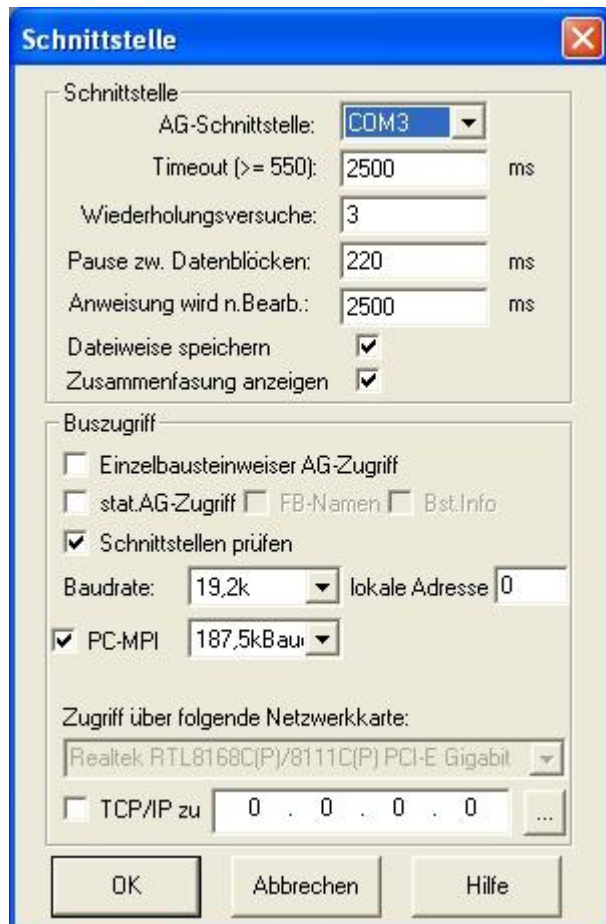 Schnittstelle
Schnittstelle
AG-Schnittstelle: COM3
Timeout (>= 550): 2500 ms
Wiederholungsversuche: 3
Pause zw. Datenblöcken: 220 ms
Anweisung wird n.Bearb.: 2500 ms
Dateiweise speichern
Zusammenfasung anzeigen
Buszugriff
Einzelbausteinweiser AG-Zugriff
stat.AG-Zugriff FB-Namen Bst.Info
Schnittstellen prüfen
Baudrate: 19,2k lokale Adresse 0
PC-MPI 187,5kBau
Zugriff über folgende Netzwerkkarte:
Realtek RTL8168C(P)/8111C(P) PCI-E Gigabit
TCP/IP zu 0 . 0 . 0 . 0 ...
OK Abbrechen Hilfe